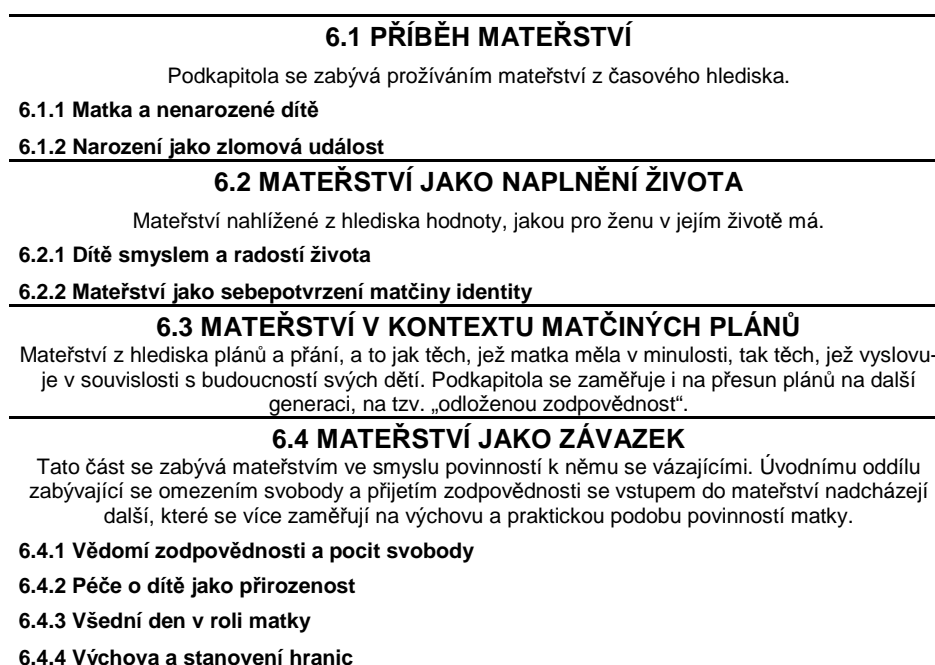 6.1 PŘÍBĚH MATEŘSTVÍ
Podkapitola se zabývá prožíváním mateřství z časového hlediska.
6.1.1 Matka a nenarozené dítě
6.1.2 Narození jako zlomová událost
6.2 MATEŘSTVÍ JAKO NAPLNĚNÍ ŽIVOTA
Mateřství nahlížené z hlediska hodnoty, jakou pro ženu v jejím životě má.
6.2.1 Dítě smyslem a radostí života
6.2.2 Mateřství jako sebepotvrzení matčiny identity
6.3 MATEŘSTVÍ V KONTEXTU MATČINÝCH PLÁNŮ
Mateřství z hlediska plánů a přání, a to jak těch, jež matka měla v minulosti, tak těch, jež vyslovu-
je v souvislosti s budoucností svých dětí. Podkapitola se zaměřuje i na přesun plánů na další
generaci, na tzv. „odloženou zodpovědnost“.
6.4 MATEŘSTVÍ JAKO ZÁVAZEK
Tato část se zabývá mateřstvím ve smyslu povinností k němu se vázajícími. Úvodnímu oddílu
zabývající se omezením svobody a přijetím zodpovědnosti se vstupem do mateřství nadcházejí
další, které se více zaměřují na výchovu a praktickou podobu povinností matky.
6.4.1 Vědomí zodpovědnosti a pocit svobody
6.4.2 Péče o dítě jako přirozenost
6.4.3 Všední den v roli matky
6.4.4 Výchova a stanovení hranic